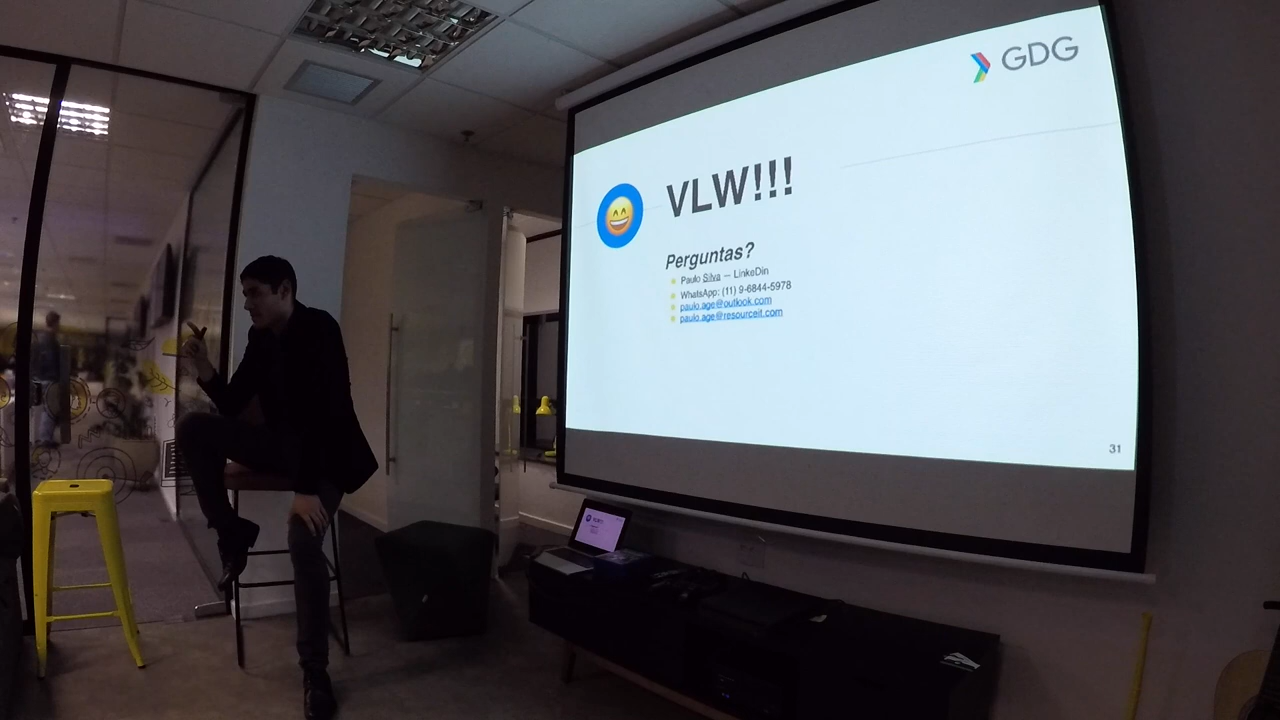 GDG
VLW!!!
Perguntas?
Paulo Silva — LinkeDin
WhatsApp: (11) 9-6844-5978
paulo.age@outlook.com
paulo.age@resourceit.com
31